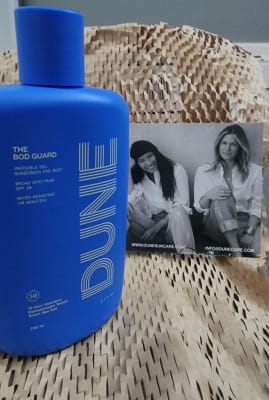 THE
BOD GUARD
INVISIBLE GEL
SUNSCREEN FOR BODY
BROAD SPECTRUM
SPF 30
WATER RESISTANT
(80 MINUTES)
DUNE
30
WWW.DUNESUNCARE.COM
INFO@DUNECARE.COM